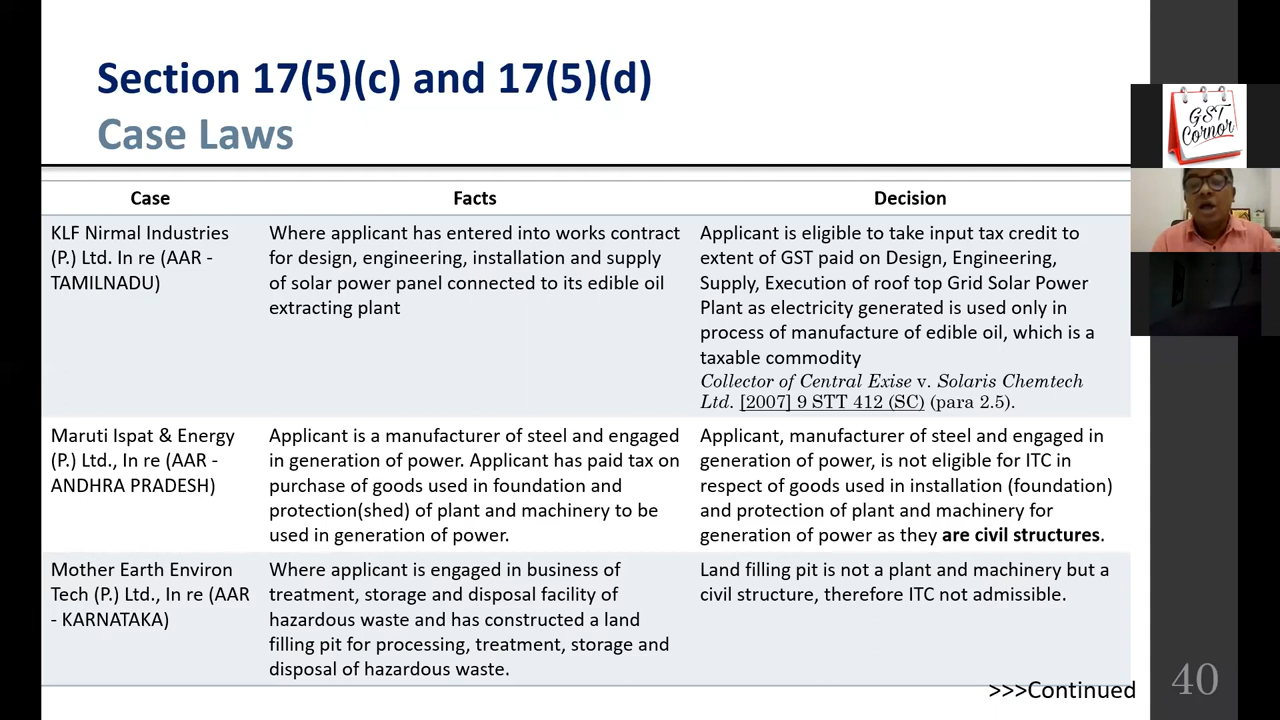 Section 17(5)(c) and 17(5)(d)
Case Laws
GST
Corner
Case
Facts
Decision
KLF Nirmal Industries
(P.) Ltd. In re (AAR -
TAMILNADU)
Where applicant has entered into works contract
for design, engineering, installation and supply
of solar power panel connected to its edible oil
extracting plant
Applicant is eligible to take input tax credit to
extent of GST paid on Design, Engineering,
Supply, Execution of roof top Grid Solar Power
Plant as electricity generated is used only in
process of manufacture of edible oil, which is a
taxable commodity
Collector of Central Exise v. Solaris Chemtech
Ltd. [2007] 9 STT 412 (SC) (para 2.5).
Maruti Ispat & Energy
(P.) Ltd., In re (AAR -
ANDHRA PRADESH)
Applicant is a manufacturer of steel and engaged
in generation of power. Applicant has paid tax on
purchase of goods used in foundation and
protection(shed) of plant and machinery to be
used in generation of power.
Applicant, manufacturer of steel and engaged in
generation of power, is not eligible for ITC in
respect of goods used in installation (foundation)
and protection of plant and machinery for
generation of power as they are civil structures.
Mother Earth Environ
Tech (P.) Ltd., In re (AAR
- KARNATAKA)
Where applicant is engaged in business of
treatment, storage and disposal facility of
hazardous waste and has constructed a land
filling pit for processing, treatment, storage and
disposal of hazardous waste.
Land filling pit is not a plant and machinery but a
civil structure, therefore ITC not admissible.
>>>Continued
40